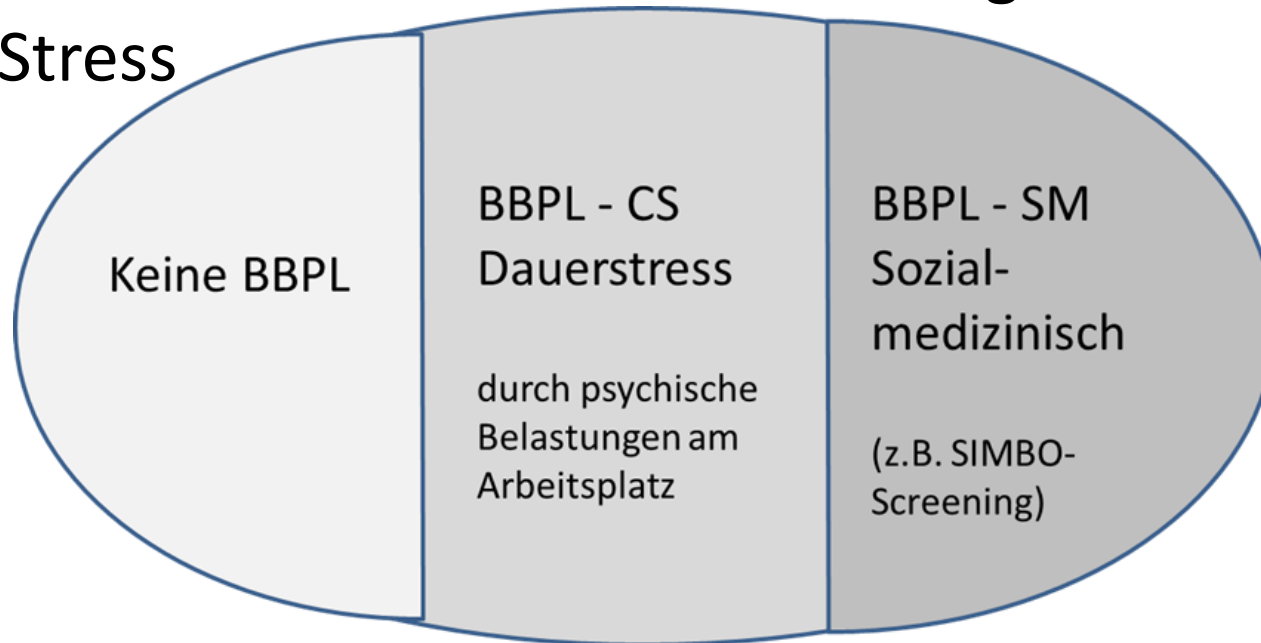 Stress
Keine BBPL
BBPL - CS
Dauerstress
durch psychische
Belastungen am
Arbeitsplatz
BBPL - SM
Sozial-
medizinisch
(z.B. SIMBO-
Screening)